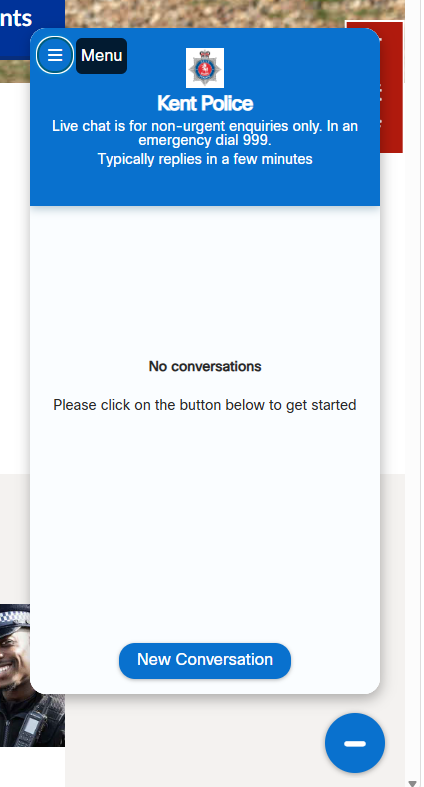 nts
Menu
Kent Police
Live chat is for non-urgent enquiries only. In an
emergency dial 999.
Typically replies in a few minutes
No conversations
Please click on the button below to get started
New Conversation